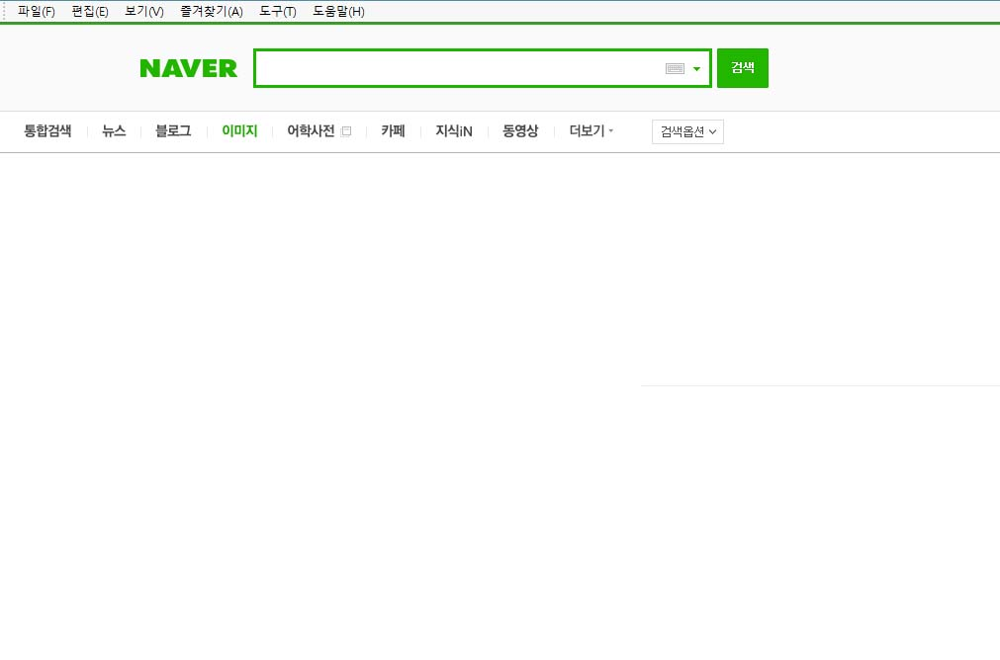 파일(F) 편집(E) 보기(V) 즐겨찾기(A) 도구(T) 도움말(H)
NAVER 검색
통합검색 뉴스 블로그 이미지 어학사전 카페 지식iN 동영상 더보기 검색옵션